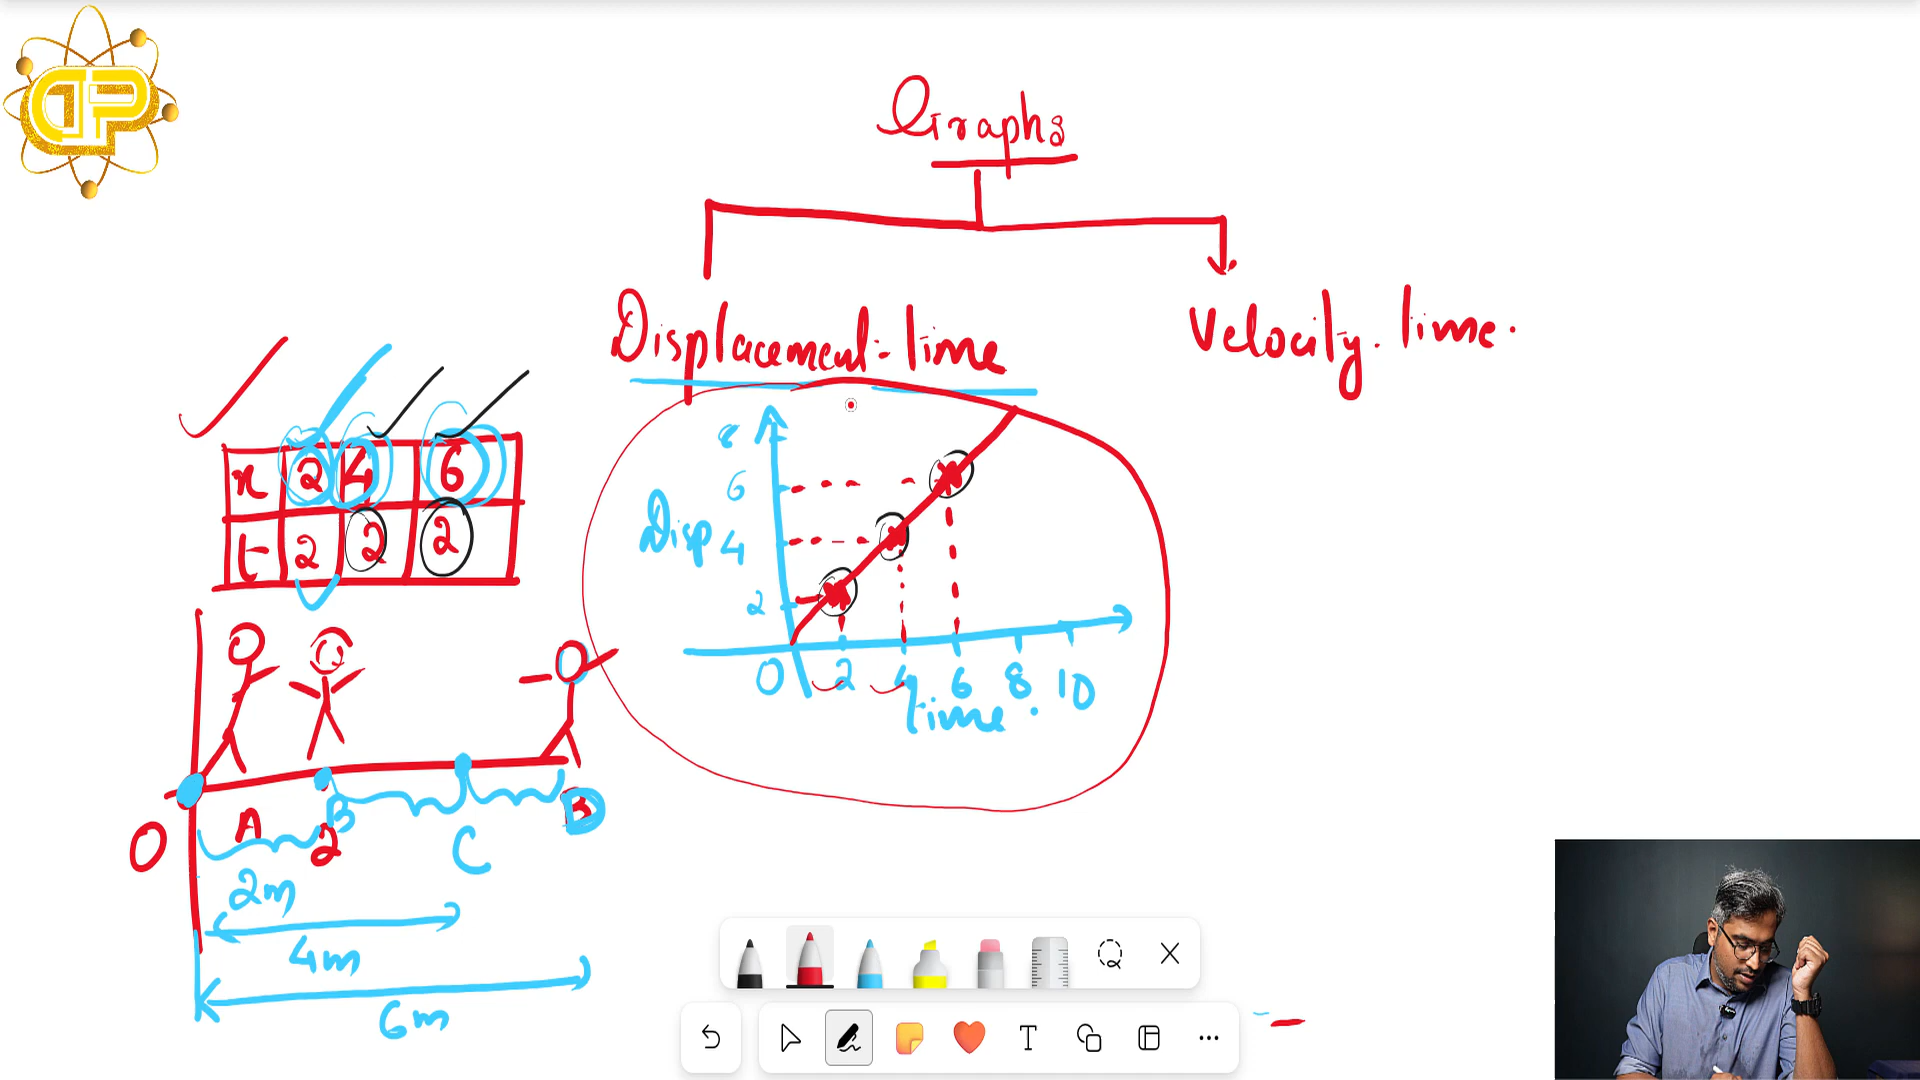 DP
Graphs
Displacement-time
Velocity-time.
x 2 4 6
t 2 2 2
8
6
Disp 4
2
0 2 4 6 8 10
time.
O A 2 B C B D
2m
4m
6m
T